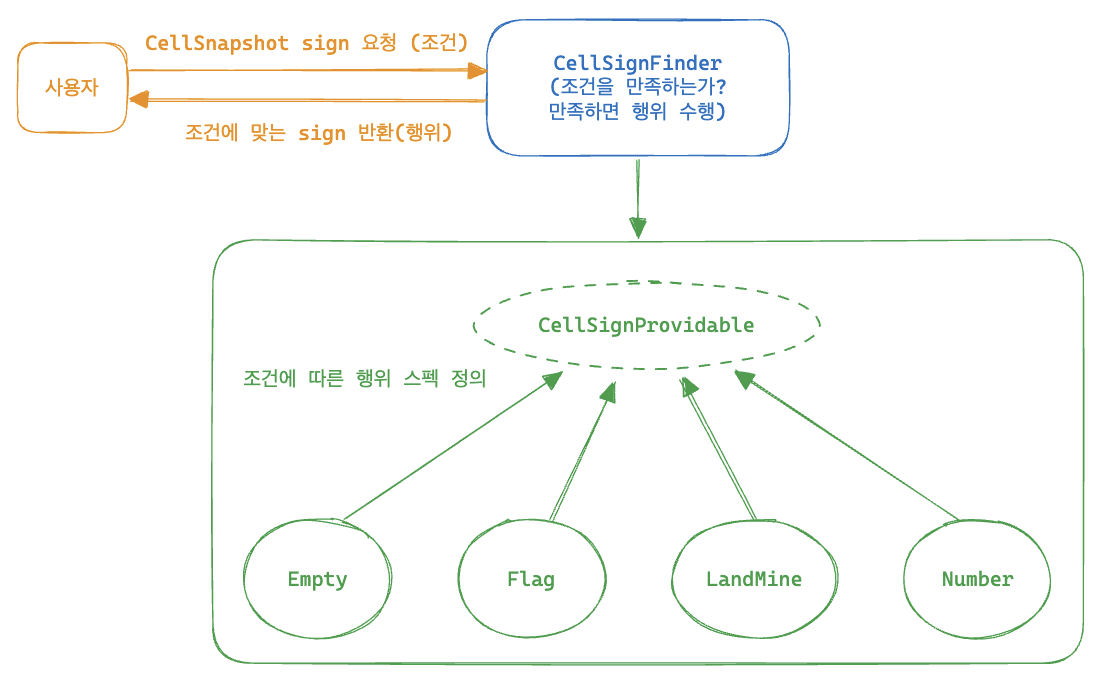 CellSnapshot sign 요청 (조건)
사용자
조건에 맞는 sign 반환(행위)
CellSignFinder
(조건을 만족하는가?
만족하면 행위 수행)
CellSignProvidable
조건에 따른 행위 스펙 정의
Empty
Flag
LandMine
Number